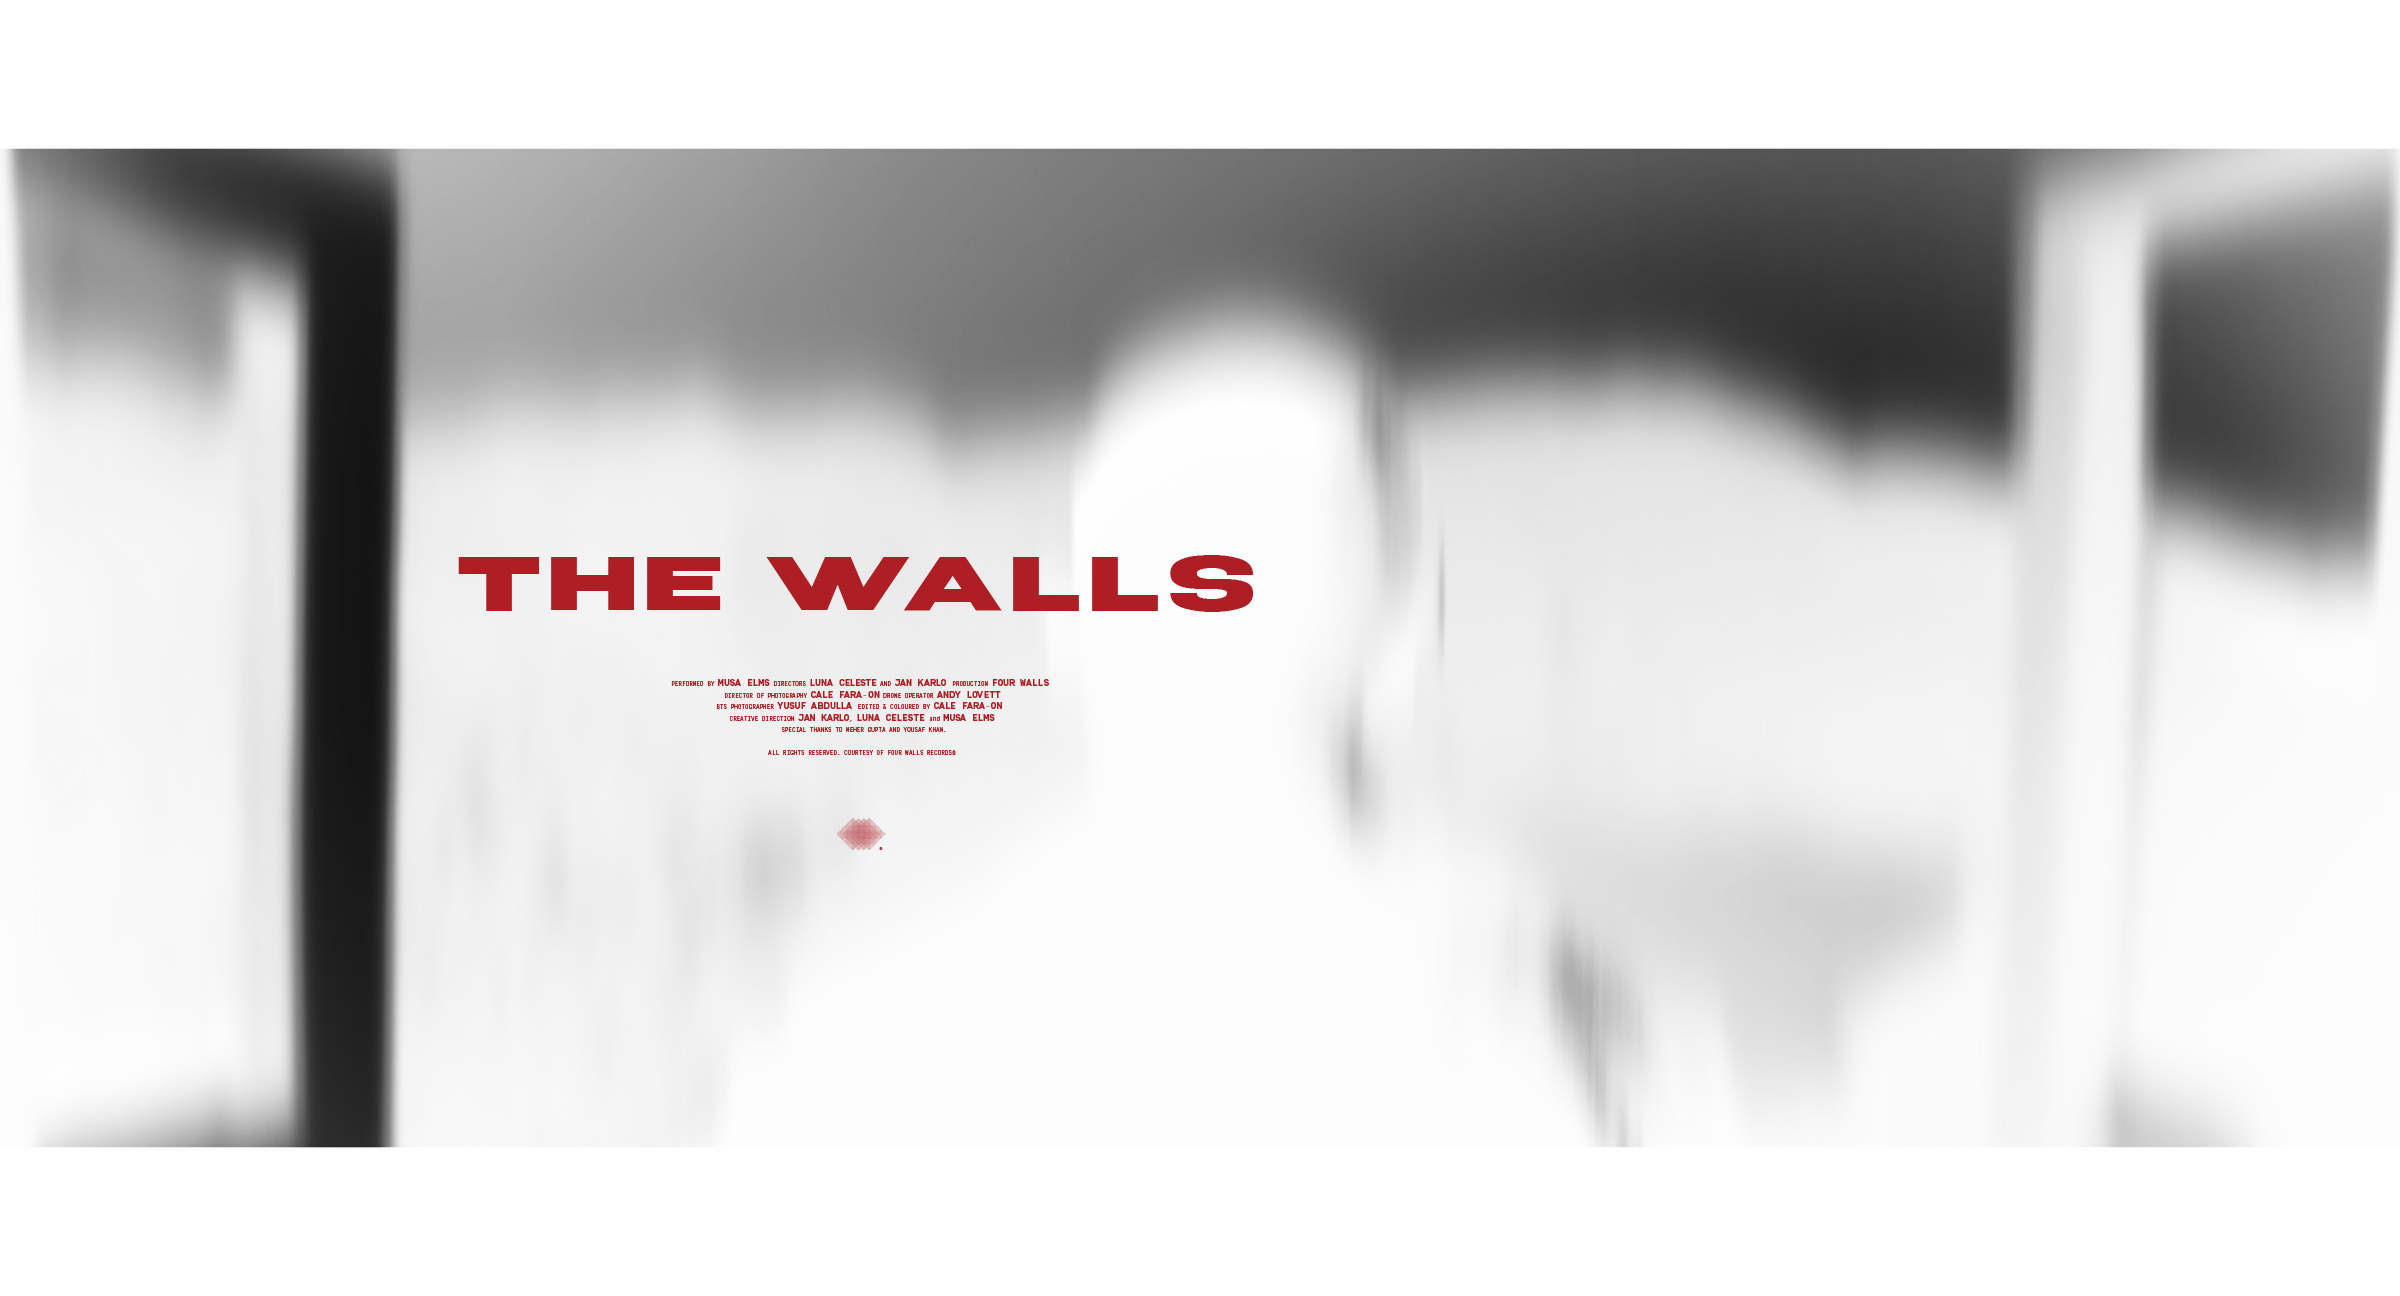 THE WALLS
PERFORMED BY MUSA ELMS DIRECTORS LUNA CELESTE AND JAN KARLO PRODUCTION FOUR WALLS
DIRECTOR OF PHOTOGRAPHY CALE FARA-ON DRONE OPERATOR ANDY LOVETT
BTS PHOTOGRAPHER YUSUF ABDULLA EDITED & COLOURED BY CALE FARA-ON
CREATIVE DIRECTION JAN KARLO, LUNA CELESTE and MUSA ELMS
SPECIAL THANKS TO MEHER GUPTA AND YOUSAF KHAN.
ALL RIGHTS RESERVED. COURTESY OF FOUR WALLS RECORDS©